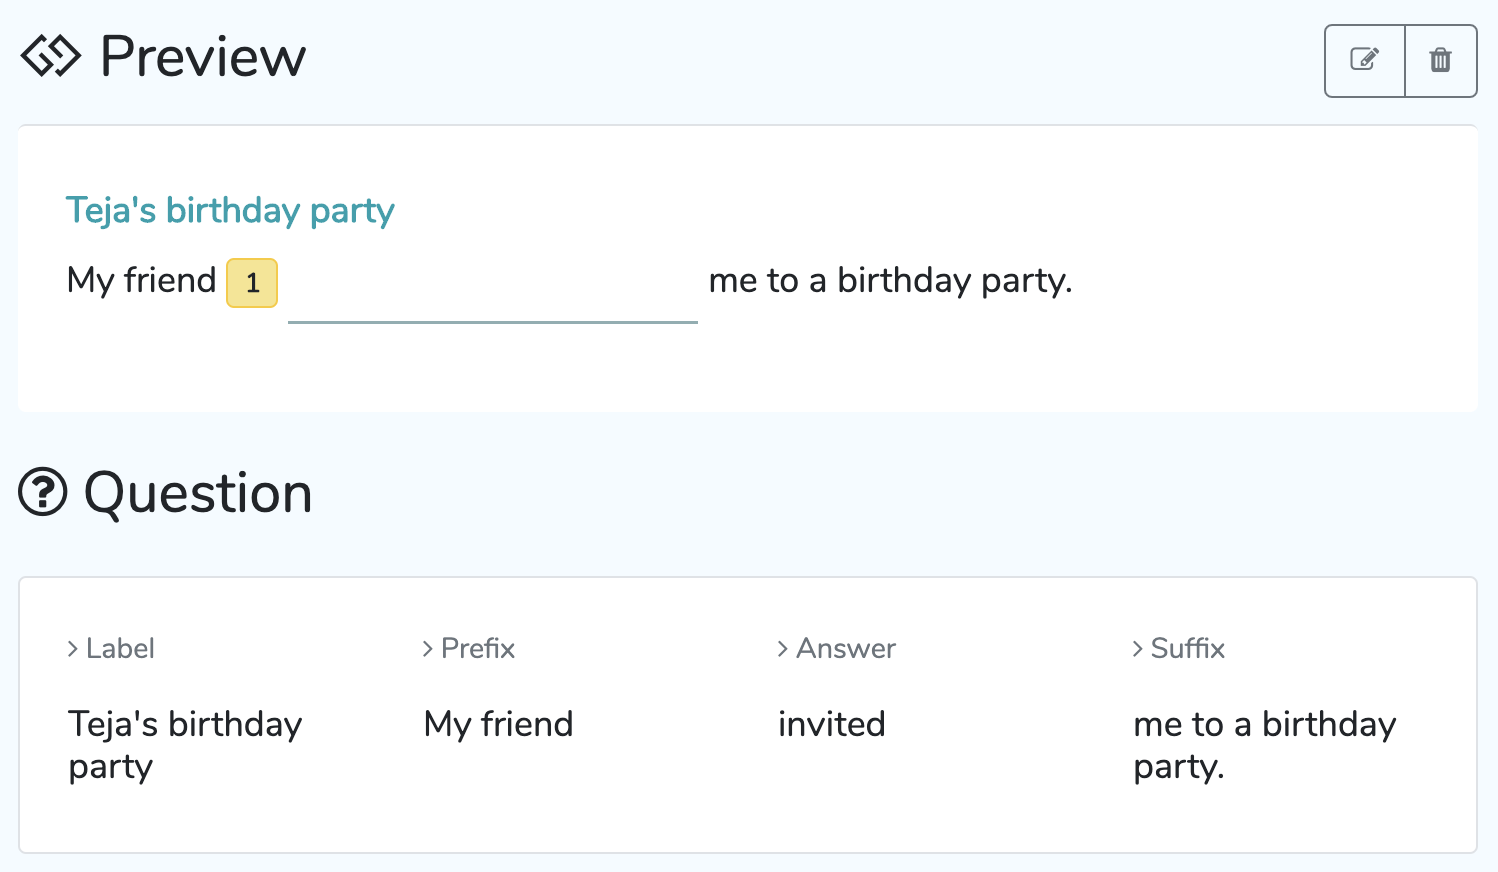 Preview
Teja's birthday party
My friend 1 me to a birthday party.
Question
Label
Prefix
Answer
Suffix
Teja's birthday
party
My friend
invited
me to a birthday
party.